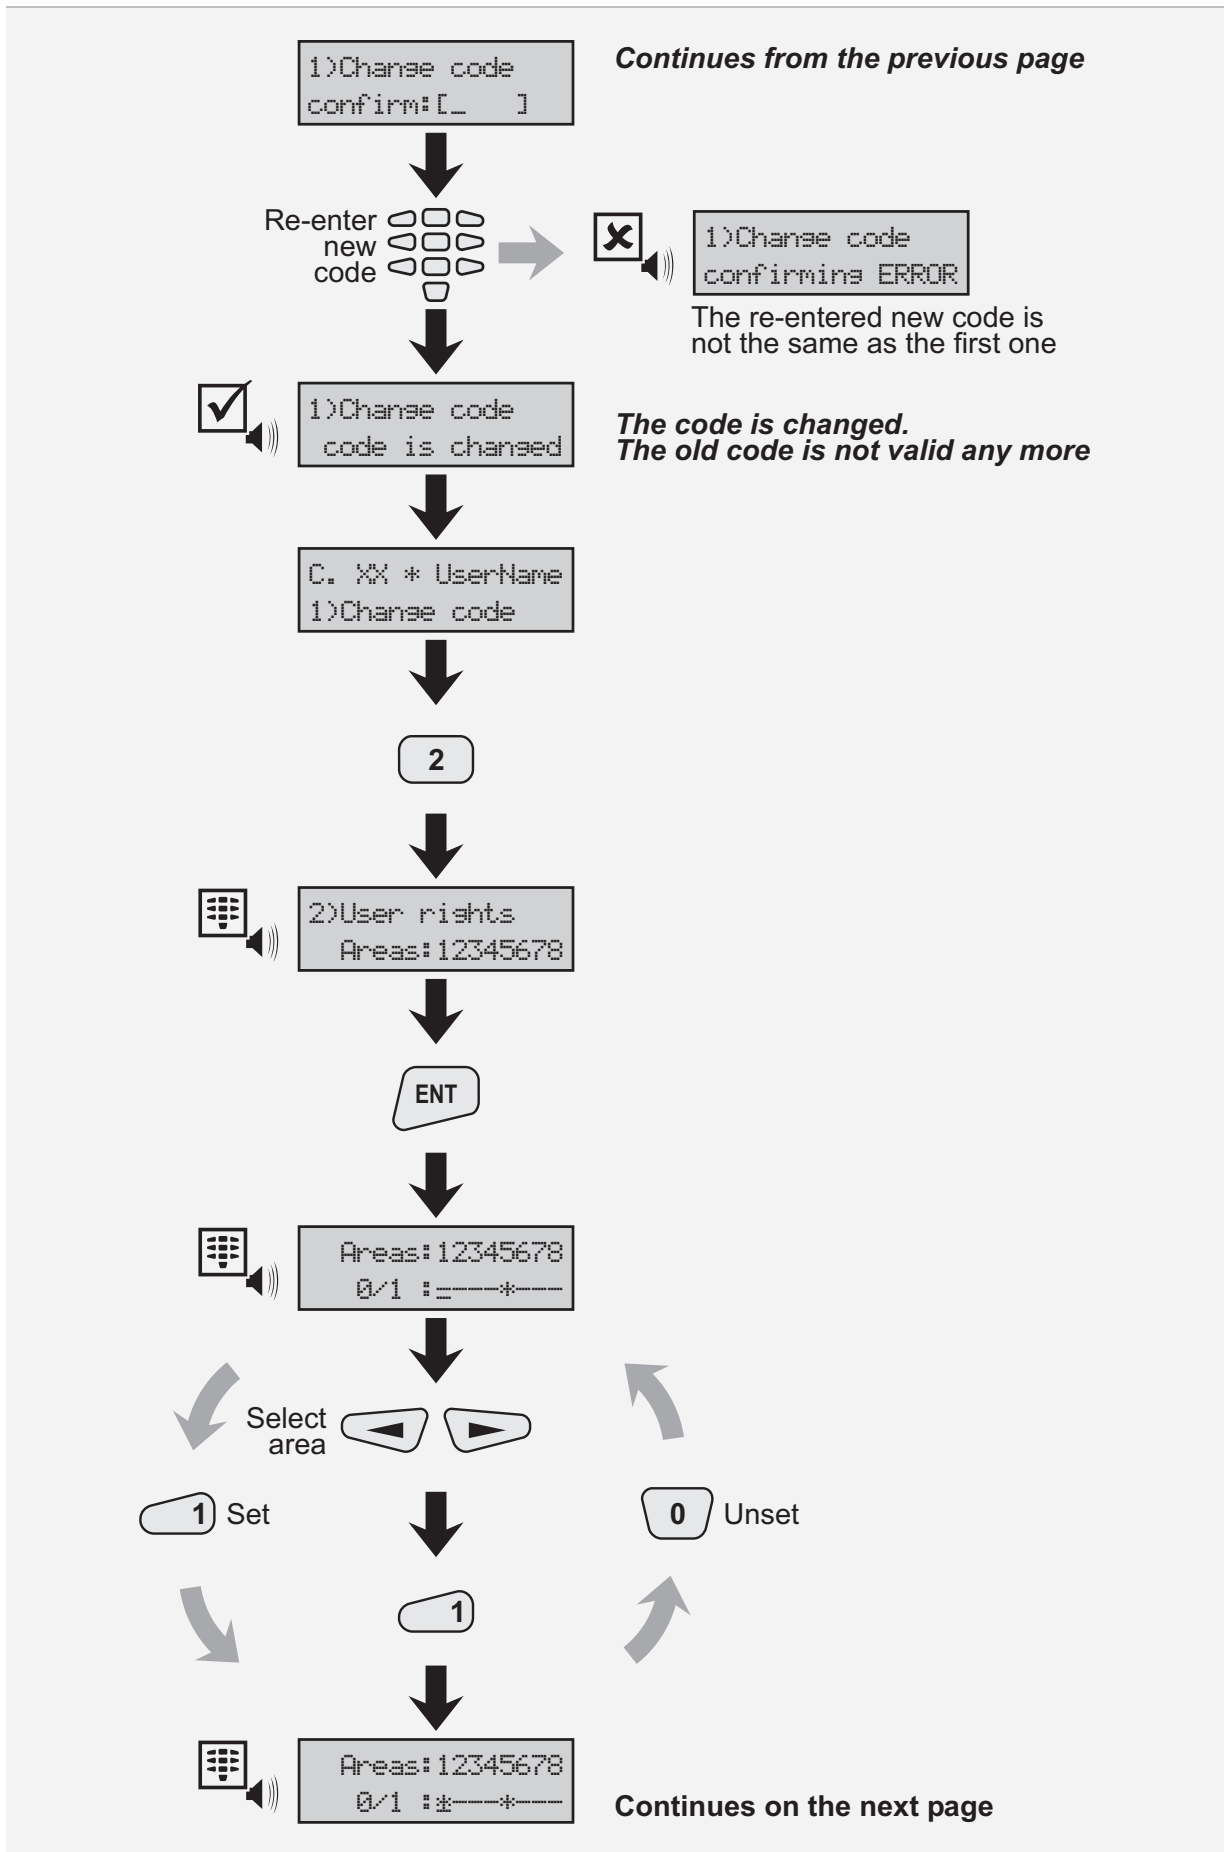 1)Change code
confirm:[_   ]
Continues from the previous page
Re-enter
new
code
1)Change code
confirming ERROR
The re-entered new code is
not the same as the first one
1)Change code
code is changed
The code is changed.
The old code is not valid any more
C. XX * UserName
1)Change code
2
2)User rights
Areas:12345678
ENT
Areas:12345678
0/1 :----*---
Select
area
1 Set
0 Unset
1
Areas:12345678
0/1 :*---*---
Continues on the next page